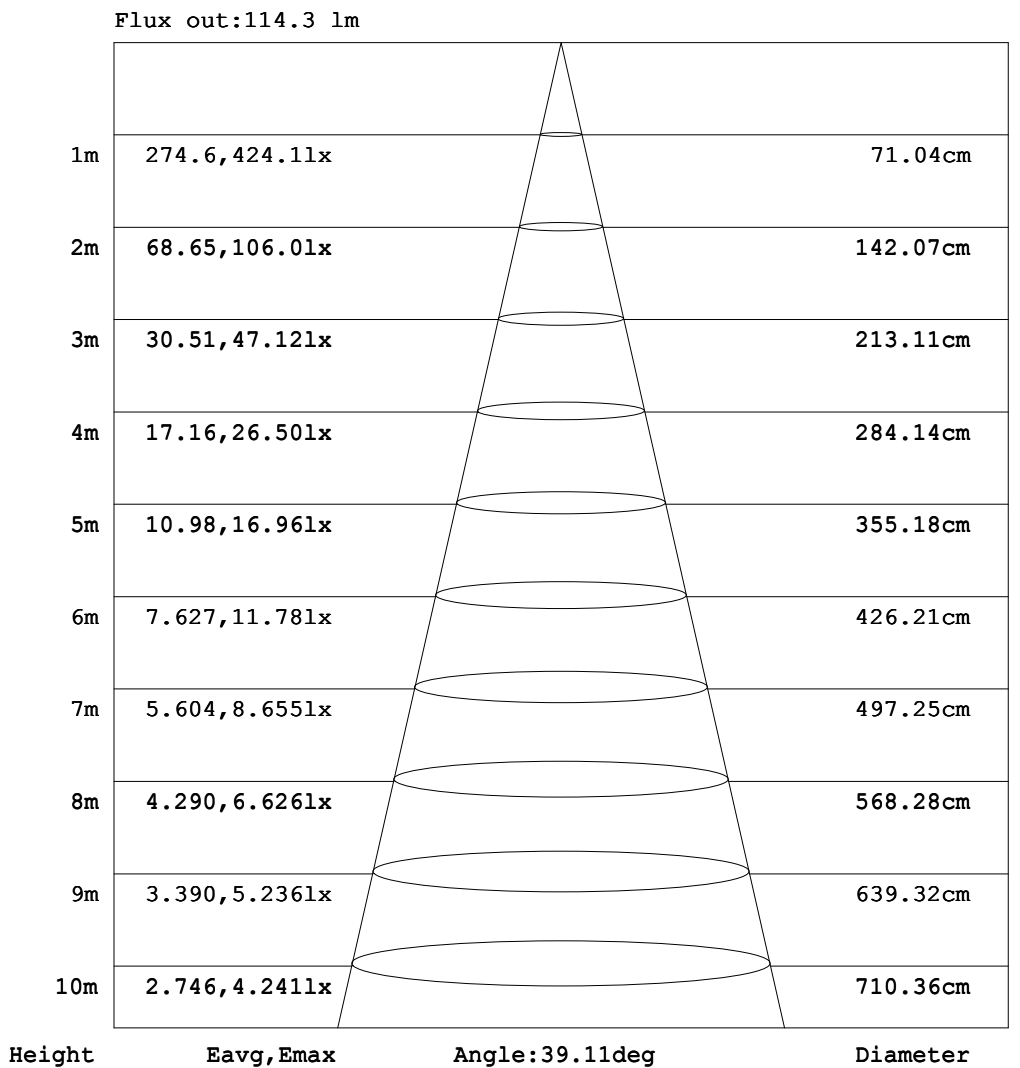 Flux out:114.3 lm
1m 274.6,424.1lx 71.04cm
2m 68.65,106.0lx 142.07cm
3m 30.51,47.12lx 213.11cm
4m 17.16,26.50lx 284.14cm
5m 10.98,16.96lx 355.18cm
6m 7.627,11.78lx 426.21cm
7m 5.604,8.655lx 497.25cm
8m 4.290,6.626lx 568.28cm
9m 3.390,5.236lx 639.32cm
10m 2.746,4.241lx 710.36cm
Height Eavg,Emax Angle:39.11deg Diameter